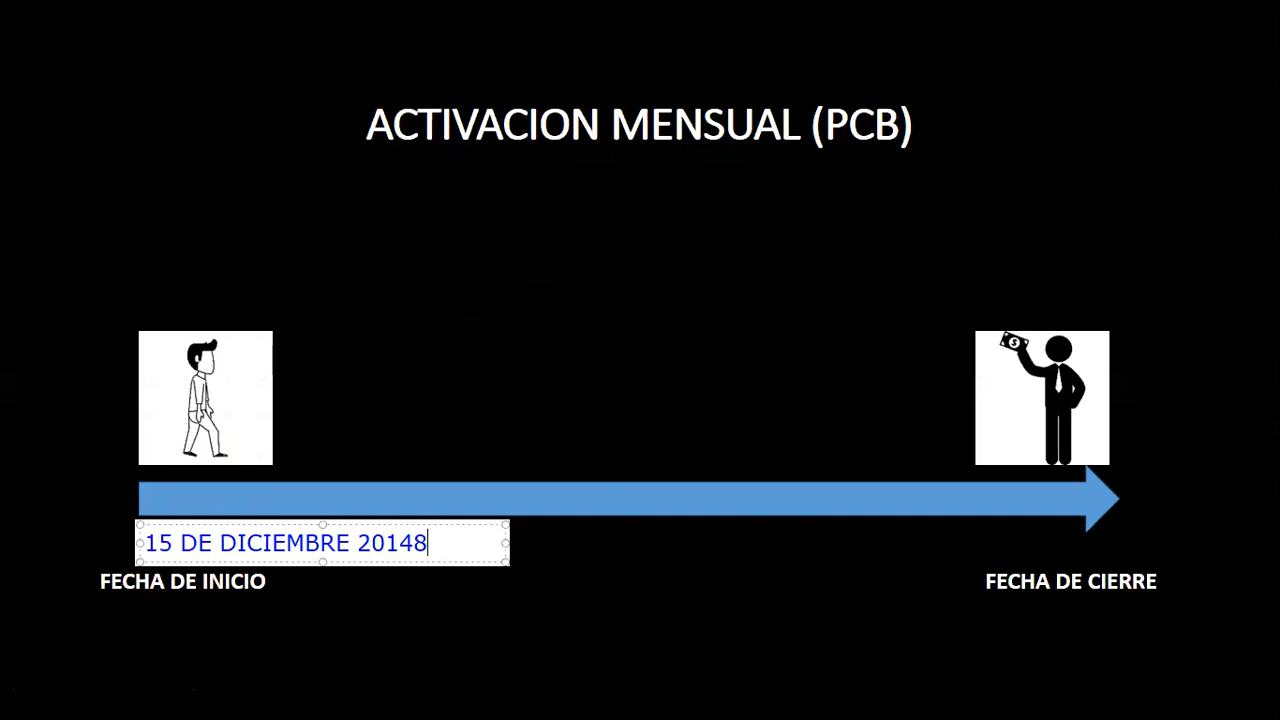 ACTIVACION MENSUAL (PCB)
$
15 DE DICIEMBRE 20148
FECHA DE INICIO
FECHA DE CIERRE